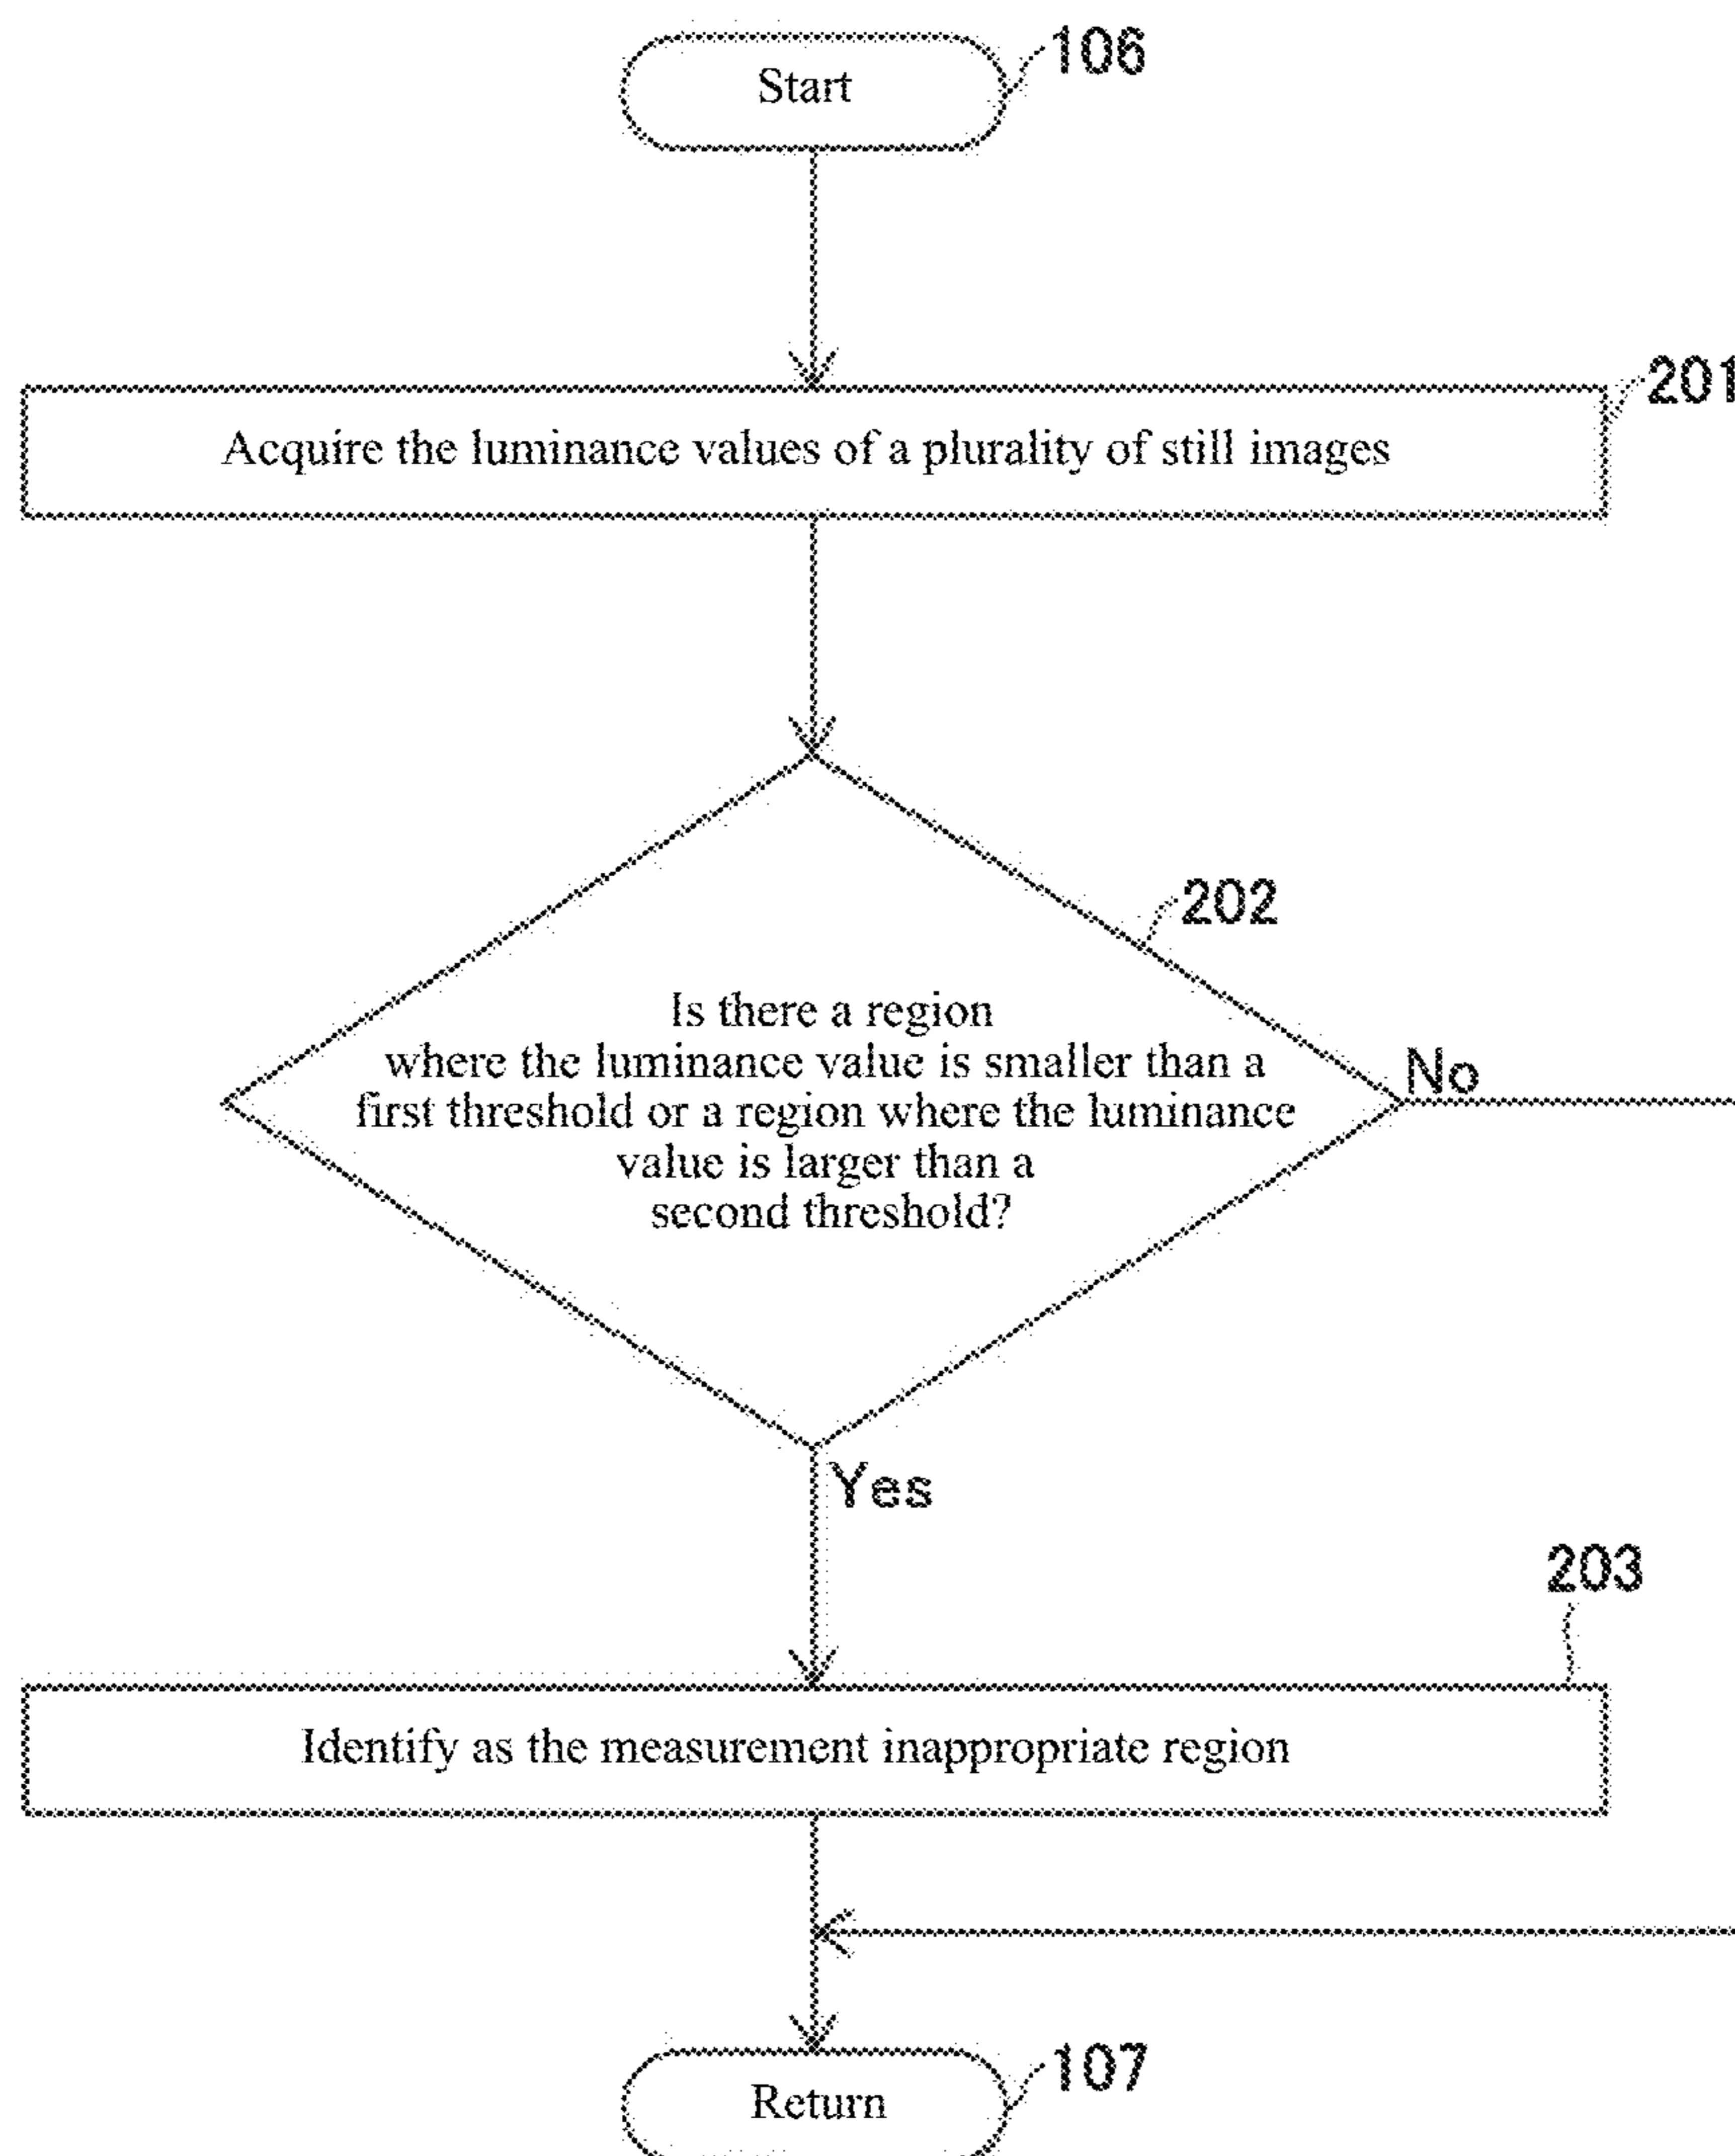 Start
106
201
Acquire the luminance values of a plurality of still images
202
Is there a region
where the luminance value is smaller than a
first threshold or a region where the luminance
value is larger than a
second threshold?
No
Yes
203
Identify as the measurement inappropriate region
Return
107